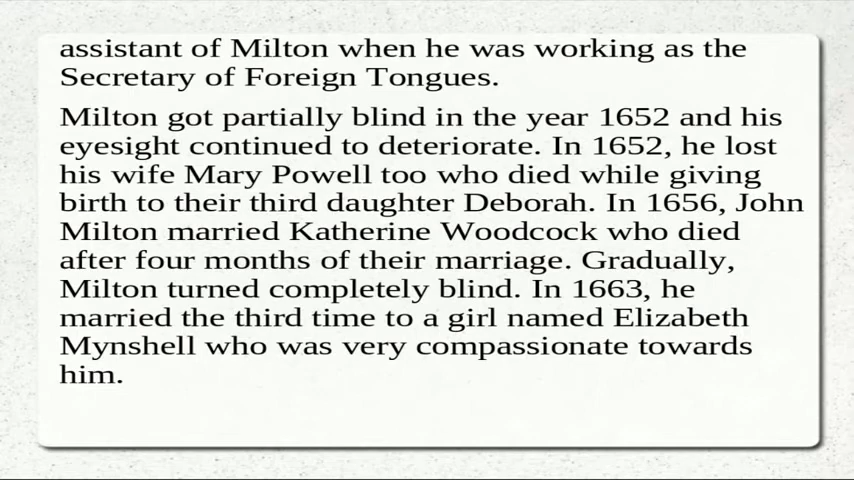 assistant of Milton when he was working as the
Secretary of Foreign Tongues.
Milton got partially blind in the year 1652 and his
eyesight continued to deteriorate. In 1652, he lost
his wife Mary Powell too who died while giving
birth to their third daughter Deborah. In 1656, John
Milton married Katherine Woodcock who died
after four months of their marriage. Gradually,
Milton turned completely blind. In 1663, he
married the third time to a girl named Elizabeth
Mynshell who was very compassionate towards
him.